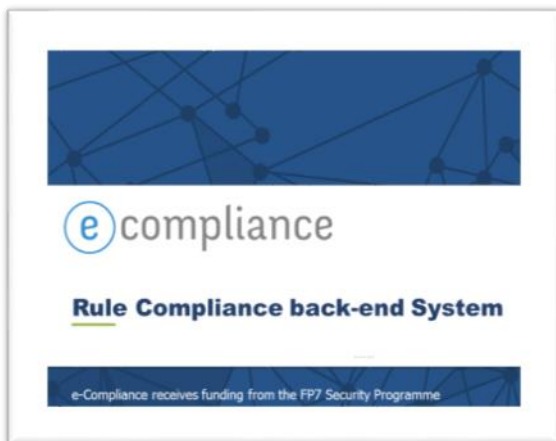 e compliance
Rule Compliance back-end System
e-Compliance receives funding from the FP7 Security Programme